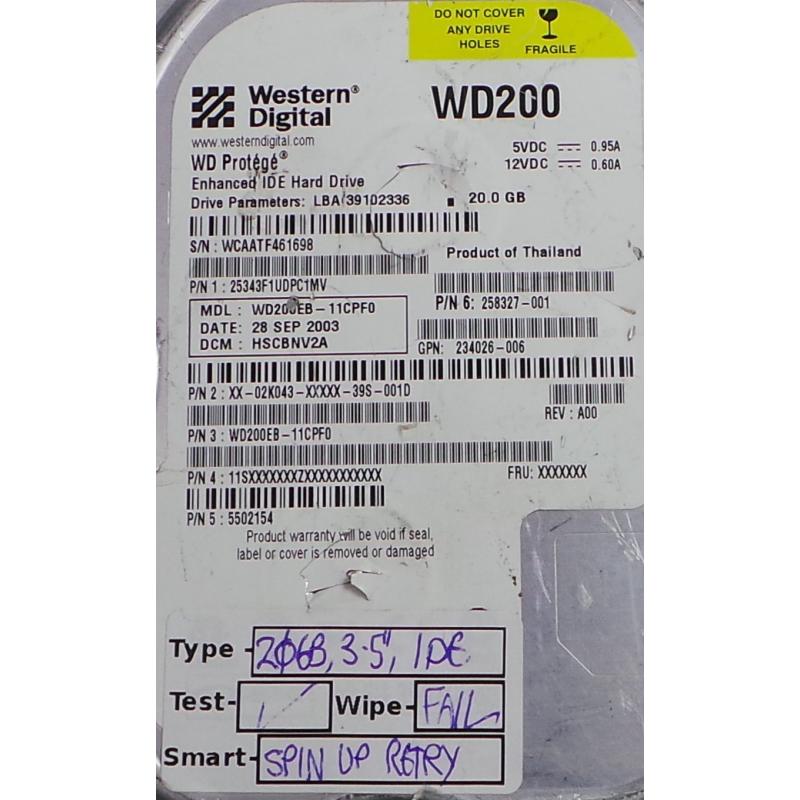 DO NOT COVER
ANY DRIVE
HOLES
FRAGILE
Western®
Digital
WD200
www.westerndigital.com
5VDC 0.95A
WD Protégé®
12VDC 0.60A
Enhanced IDE Hard Drive
Drive Parameters: LBA 39102336 ▪ 20.0 GB
S/N : WCAATF461698
Product of Thailand
P/N 1 : 25343F1UDPC1MV
P/N 6: 258327-001
MDL : WD200EB-11CPF0
DATE: 28 SEP 2003
DCM : HSCBNV2A
GPN: 234026-006
P/N 2 : XX-02K043-XXXXX-39S-001D
REV : A00
P/N 3 : WD200EB-11CPF0
P/N 4 : 11SXXXXXXXZXXXXXXXXXXX
FRU: XXXXXXX
P/N 5 : 5502154
Product warranty will be void if seal,
label or cover is removed or damaged
Type - 20GB, 3.5", IDE
Test- ✓ Wipe- FAIL
Smart- SPIN UP RETRY